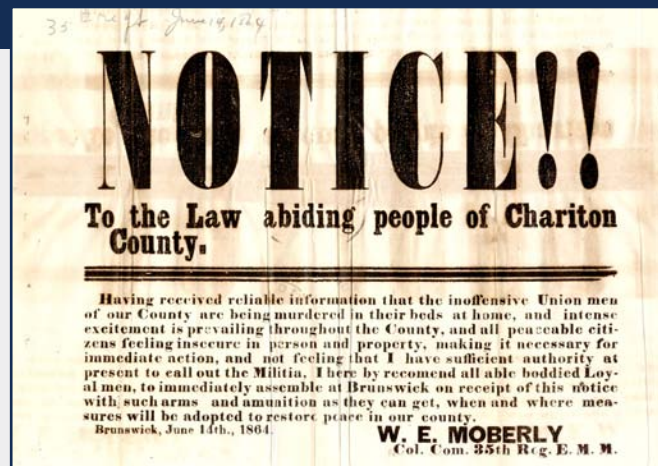 35 Regt June 14, 1864
NOTICE!!
To the Law abiding people of Chariton
County.
Having received reliable information that the inoffensive Union men
of our County are being murdered in their beds at home, and intense
excitement is prevailing throughout the County, and all peaceable citi-
zens feeling insecure in person and property, making it necessary for
immediate action, and not feeling that I have sufficient authority at
present to call out the Militia, I here by recomend all able boddied Loy-
al men, to immediately assemble at Brunswick on receipt of this notice
with such arms and amunition as they can get, when and where mea-
sures will be adopted to restore peace in our county.
Brunswick, June 14th., 1864.
W. E. MOBERLY
Col. Com. 35th Reg. E. M. M.